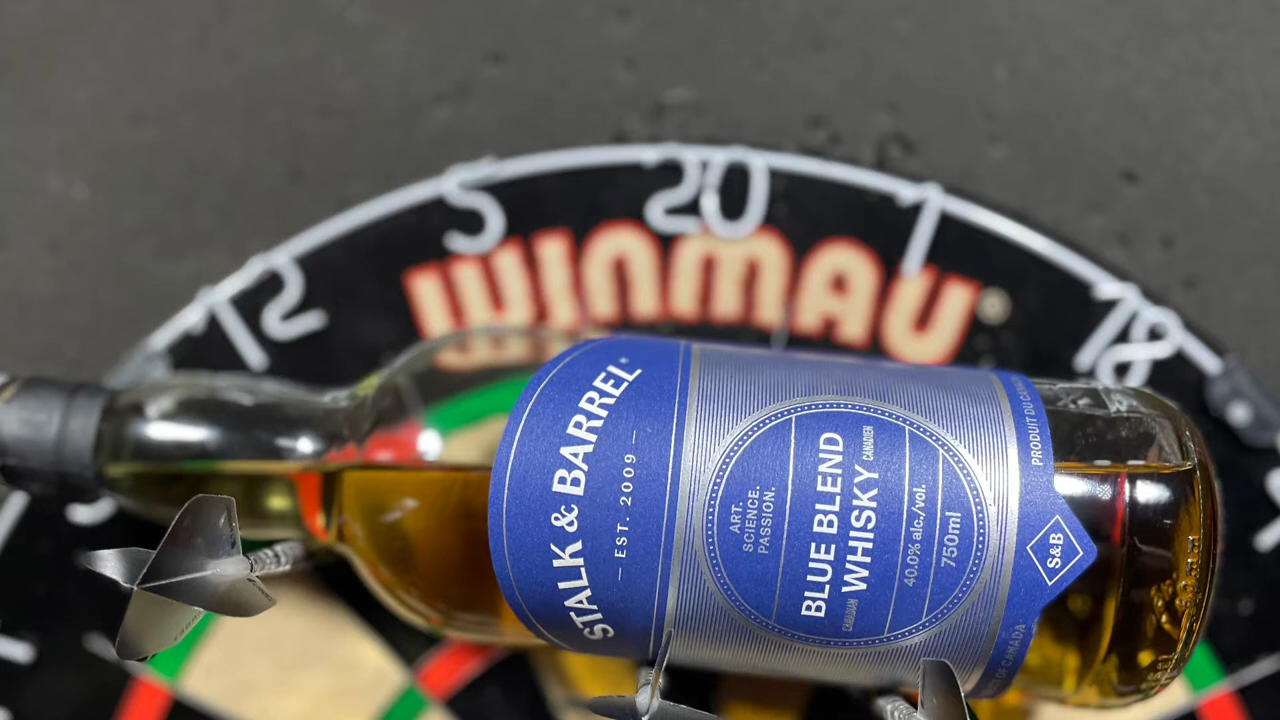 5
20
1
12
18
WINMAU
STALK & BARREL
EST. 2009
ART.
SCIENCE.
PASSION.
BLUE BLEND
CANADIAN WHISKY CANADIEN
40.0% alc./vol.
750ml
S&B
PRODUIT DU
OF CANADA